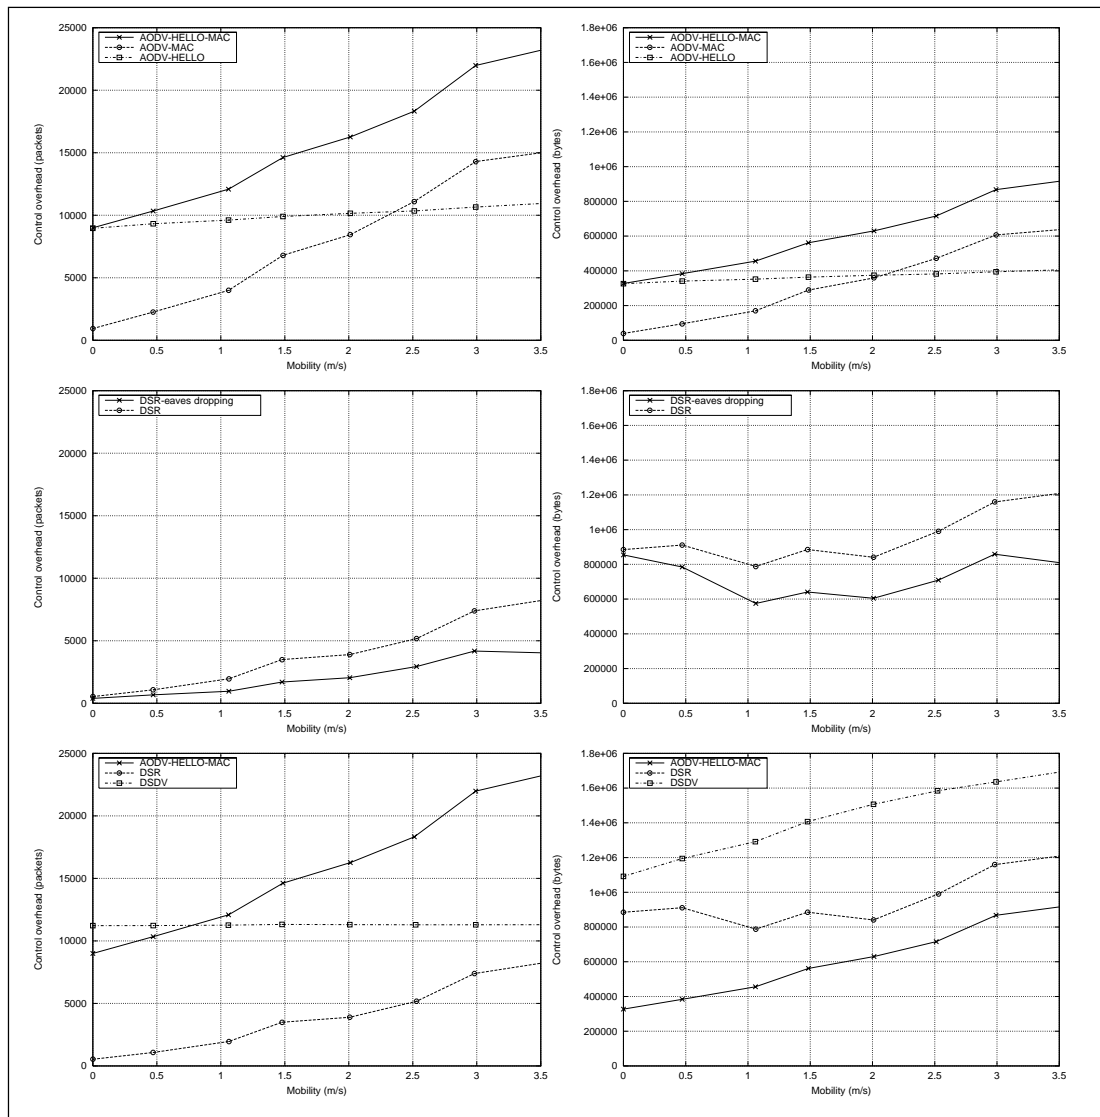 25000
20000
15000
10000
5000
0
Control overhead (packets)
AODV-HELLO-MAC
AODV-MAC
AODV-HELLO
0 0.5 1 1.5 2 2.5 3 3.5
Mobility (m/s)
1.8e+06
1.6e+06
1.4e+06
1.2e+06
1e+06
800000
600000
400000
200000
0
Control overhead (bytes)
AODV-HELLO-MAC
AODV-MAC
AODV-HELLO
0 0.5 1 1.5 2 2.5 3 3.5
Mobility (m/s)
25000
20000
15000
10000
5000
0
Control overhead (packets)
DSR-eaves dropping
DSR
0 0.5 1 1.5 2 2.5 3 3.5
Mobility (m/s)
1.8e+06
1.6e+06
1.4e+06
1.2e+06
1e+06
800000
600000
400000
200000
0
Control overhead (bytes)
DSR-eaves dropping
DSR
0 0.5 1 1.5 2 2.5 3 3.5
Mobility (m/s)
25000
20000
15000
10000
5000
0
Control overhead (packets)
AODV-HELLO-MAC
DSR
DSDV
0 0.5 1 1.5 2 2.5 3 3.5
Mobility (m/s)
1.8e+06
1.6e+06
1.4e+06
1.2e+06
1e+06
800000
600000
400000
200000
0
Control overhead (bytes)
AODV-HELLO-MAC
DSR
DSDV
0 0.5 1 1.5 2 2.5 3 3.5
Mobility (m/s)